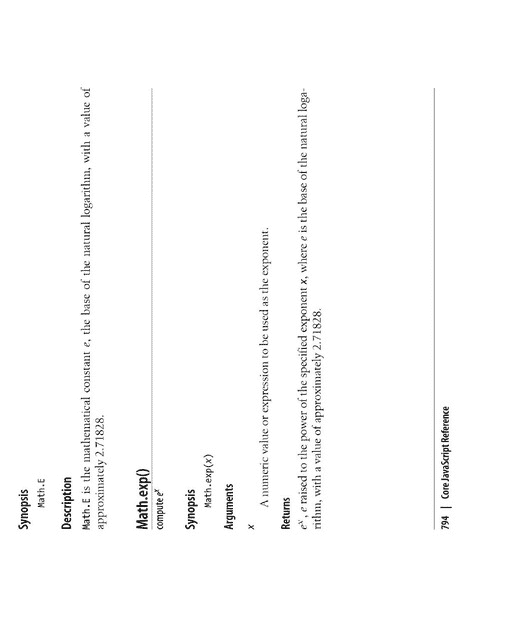 Synopsis
Math.E
Description
Math.E is the mathematical constant e, the base of the natural logarithm, with a value of
approximately 2.71828.
Math.exp()
compute eˣ
Synopsis
Math.exp(x)
Arguments
x
A numeric value or expression to be used as the exponent.
Returns
eˣ, e raised to the power of the specified exponent x, where e is the base of the natural loga-
rithm, with a value of approximately 2.71828.
794 | Core JavaScript Reference